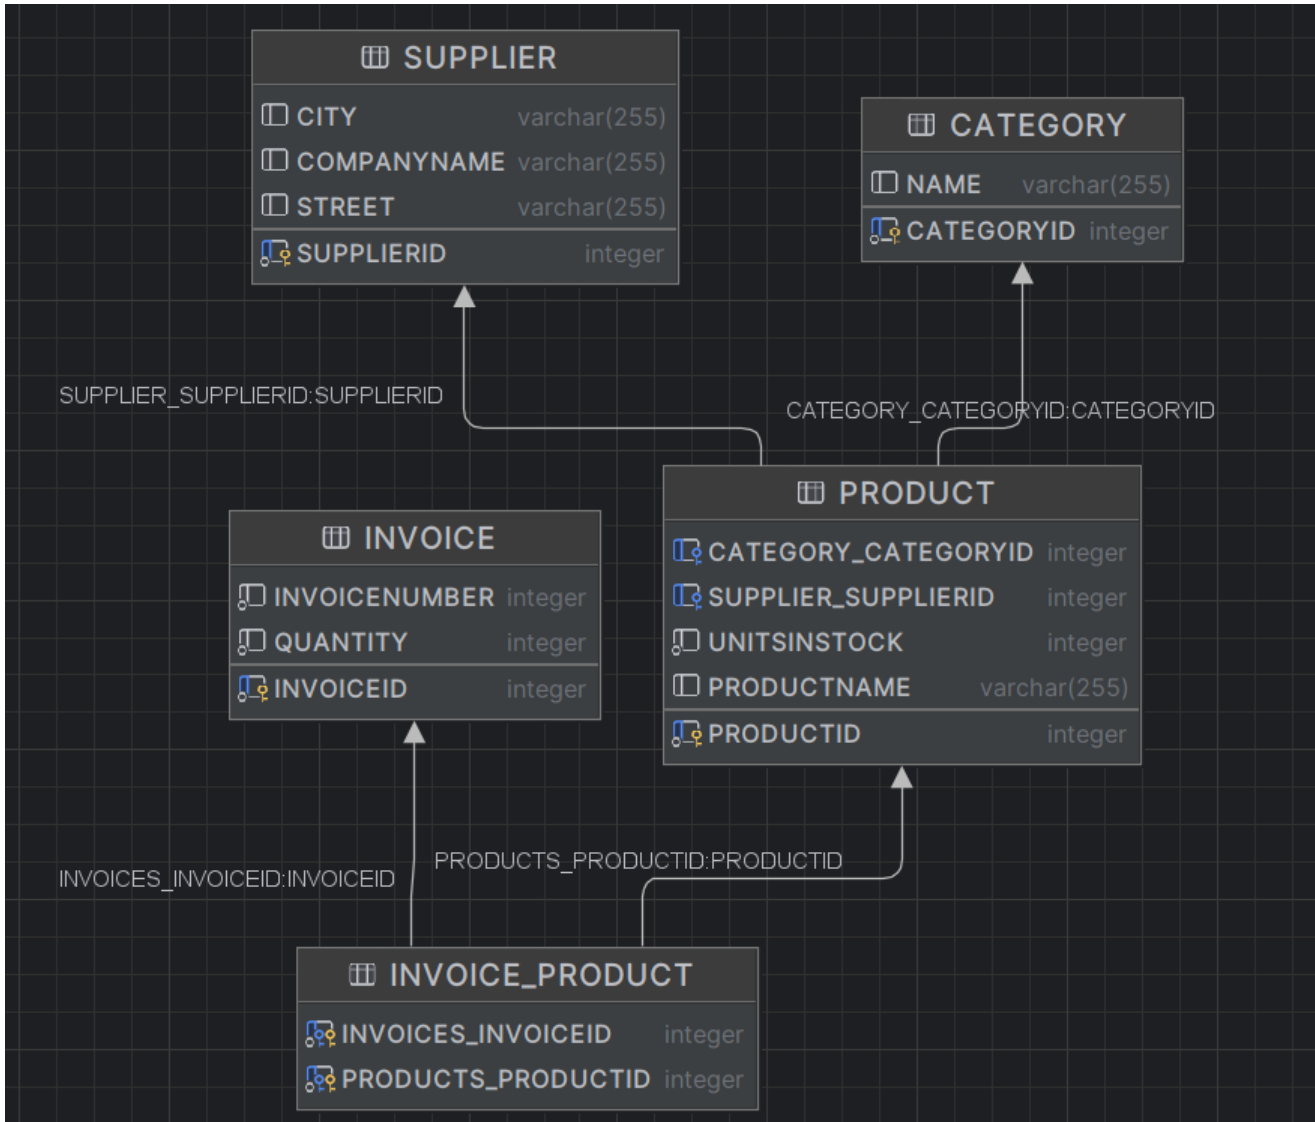 SUPPLIER
CITY varchar(255)
COMPANYNAME varchar(255)
STREET varchar(255)
SUPPLIERID integer
CATEGORY
NAME varchar(255)
CATEGORYID integer
SUPPLIER_SUPPLIERID:SUPPLIERID
CATEGORY_CATEGORYID:CATEGORYID
INVOICE
INVOICENUMBER integer
QUANTITY integer
INVOICEID integer
PRODUCT
CATEGORY_CATEGORYID integer
SUPPLIER_SUPPLIERID integer
UNITSINSTOCK integer
PRODUCTNAME varchar(255)
PRODUCTID integer
INVOICES_INVOICEID:INVOICEID
PRODUCTS_PRODUCTID:PRODUCTID
INVOICE_PRODUCT
INVOICES_INVOICEID integer
PRODUCTS_PRODUCTID integer